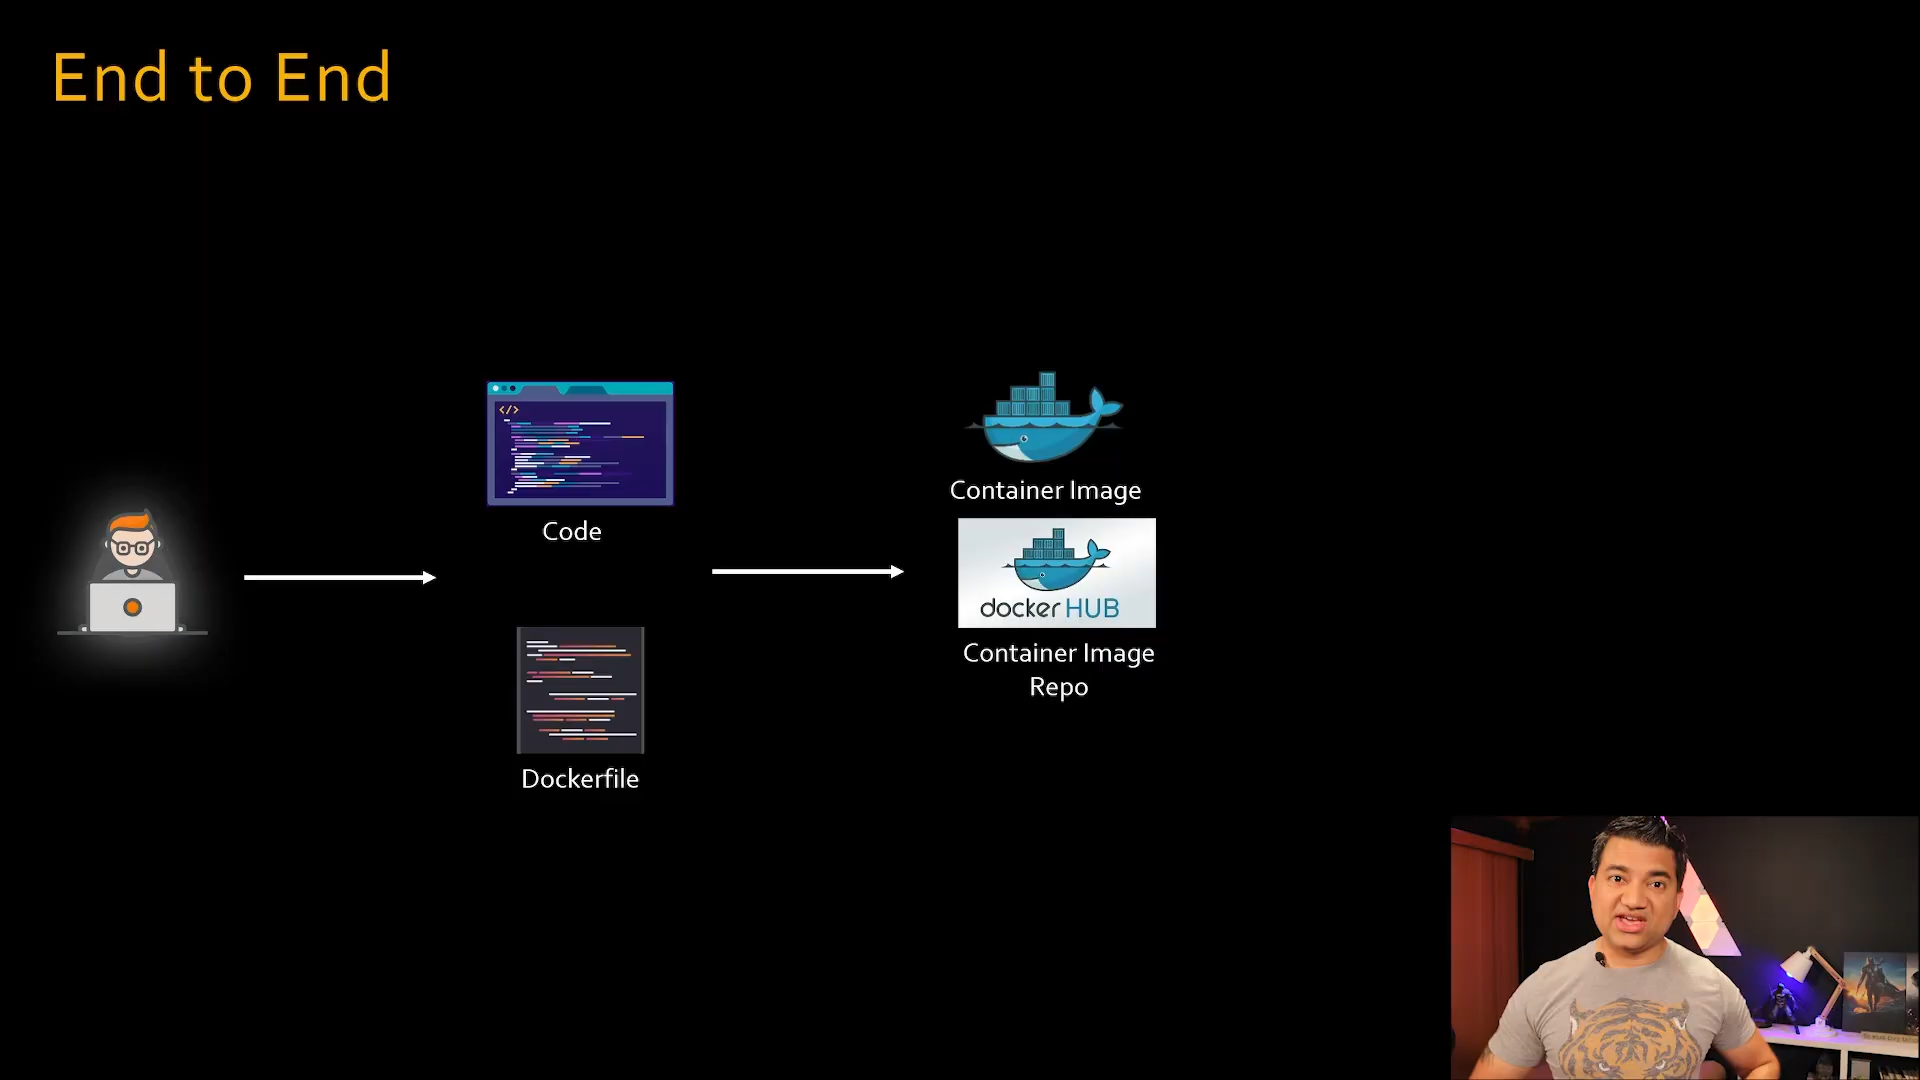 End to End
</>
Code
Dockerfile
Container Image
docker HUB
Container Image
Repo